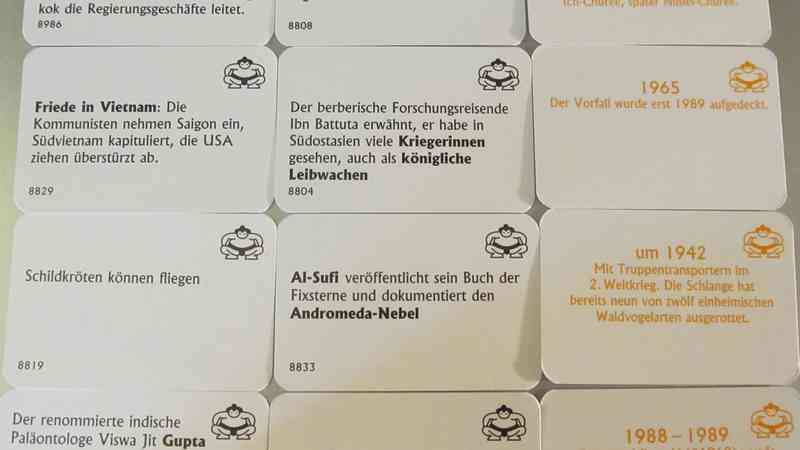 kok die Regierungsgeschäfte leitet.
8986
8808
Ich-Churee, später
Friede in Vietnam: Die
Kommunisten nehmen Saigon ein,
Südvietnam kapituliert, die USA
ziehen überstürzt ab.
8829
Der berberische Forschungsreisende
Ibn Battuta erwähnt, er habe in
Südostasien viele Kriegerinnen
gesehen, auch als königliche
Leibwachen
8804
1965
Der Vorfall wurde erst 1989 aufgedeckt.
Schildkröten können fliegen
8819
Al-Sufi veröffentlicht sein Buch der
Fixsterne und dokumentiert den
Andromeda-Nebel
8833
um 1942
Mit Truppentransportern im
2. Weltkrieg. Die Schlange hat
bereits neun von zwölf einheimischen
Waldvogelarten ausgerottet.
Der renommierte indische
Paläontologe Viswa Jit Gupta
1988 – 1989